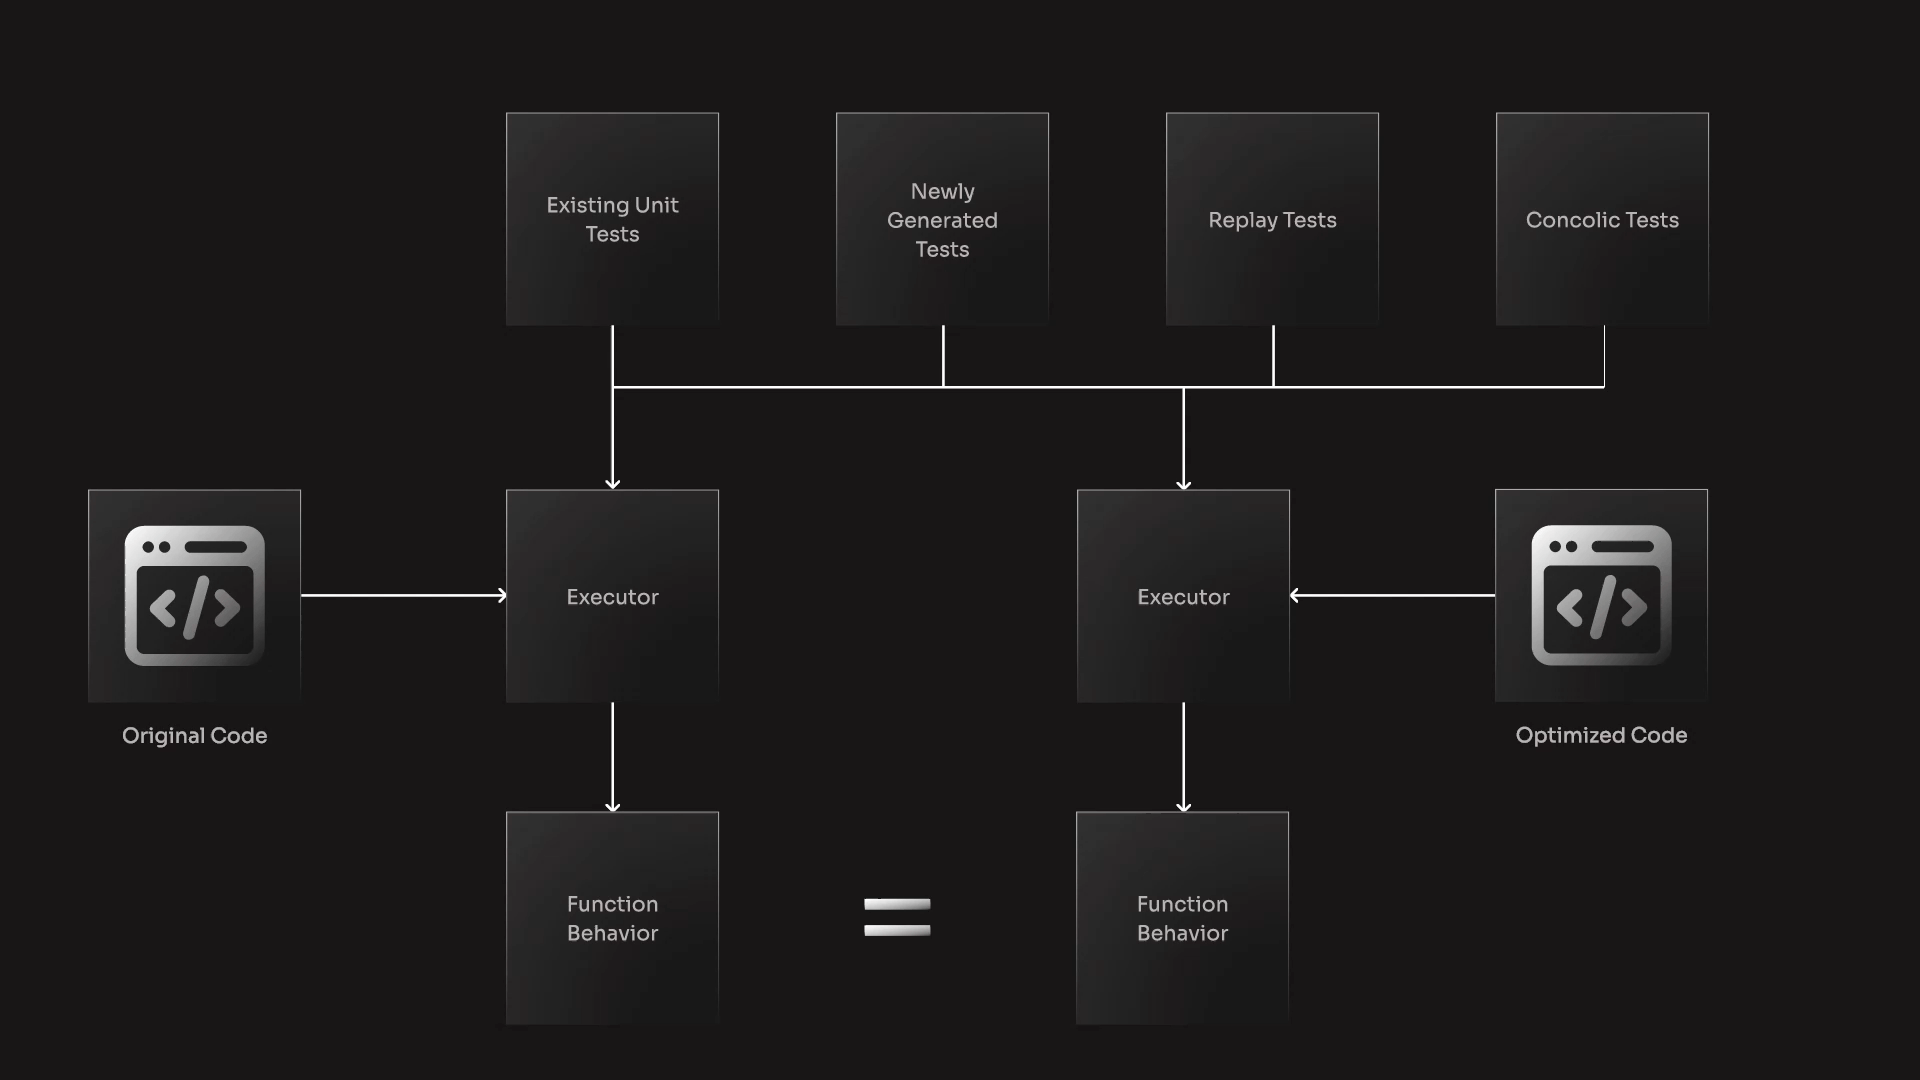 Existing Unit
Tests
Newly
Generated
Tests
Replay Tests
Concolic Tests
Executor
Executor
Original Code
Optimized Code
Function
Behavior
=
Function
Behavior